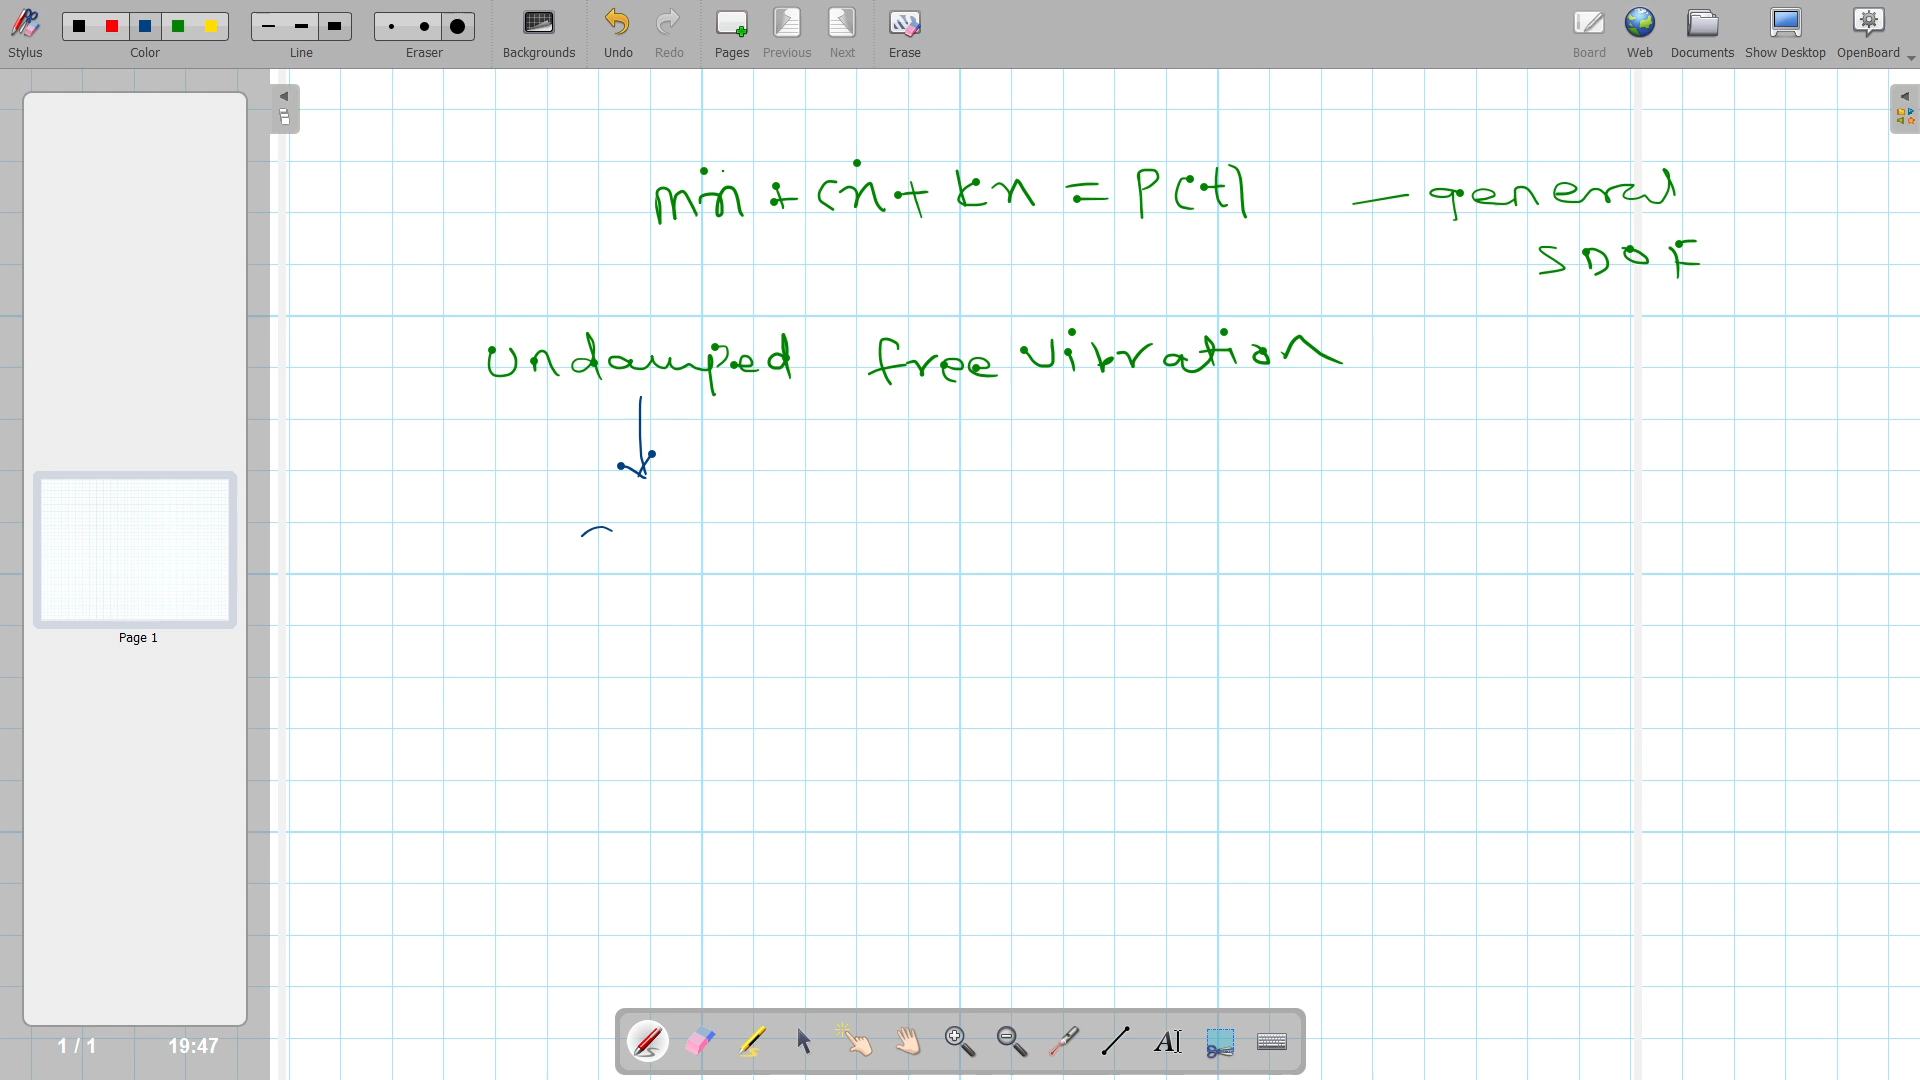 Stylus Color Line Eraser Backgrounds Undo Redo Pages Previous Next Erase Board Web Documents Show Desktop OpenBoard
mẍ + cẋ + kx = P(t) — general
SDOF
Undamped free vibration
Page 1
1 / 1 19:47